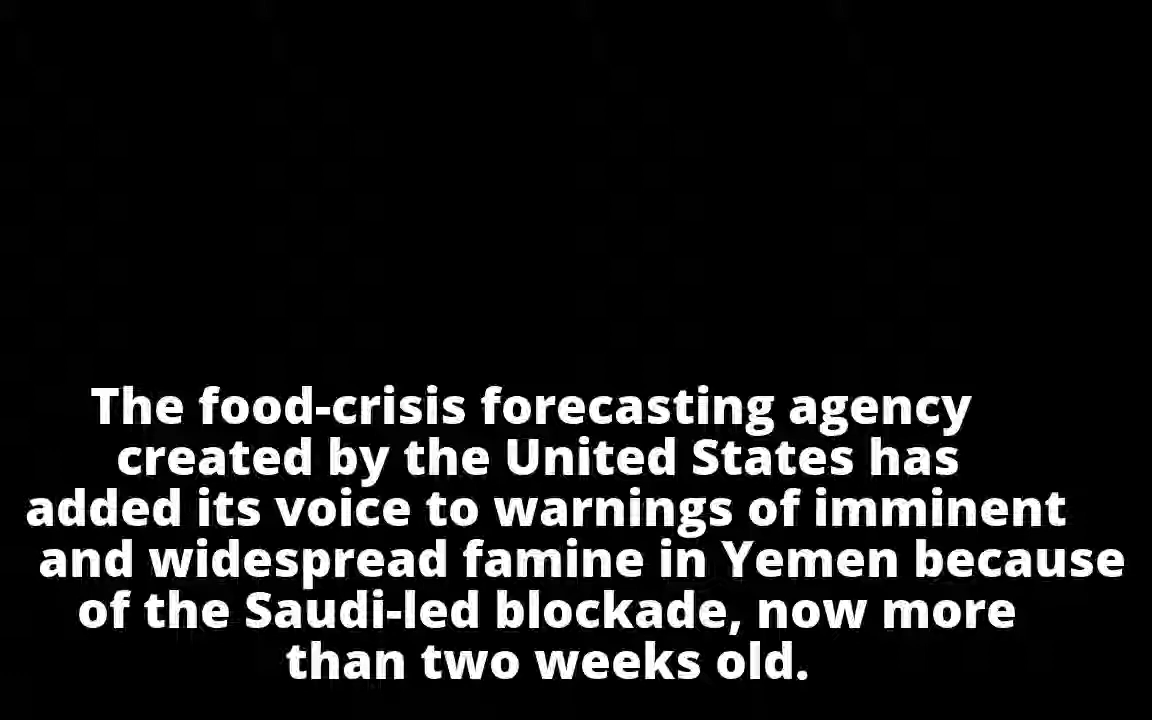 The food-crisis forecasting agency
created by the United States has
added its voice to warnings of imminent
and widespread famine in Yemen because
of the Saudi-led blockade, now more
than two weeks old.